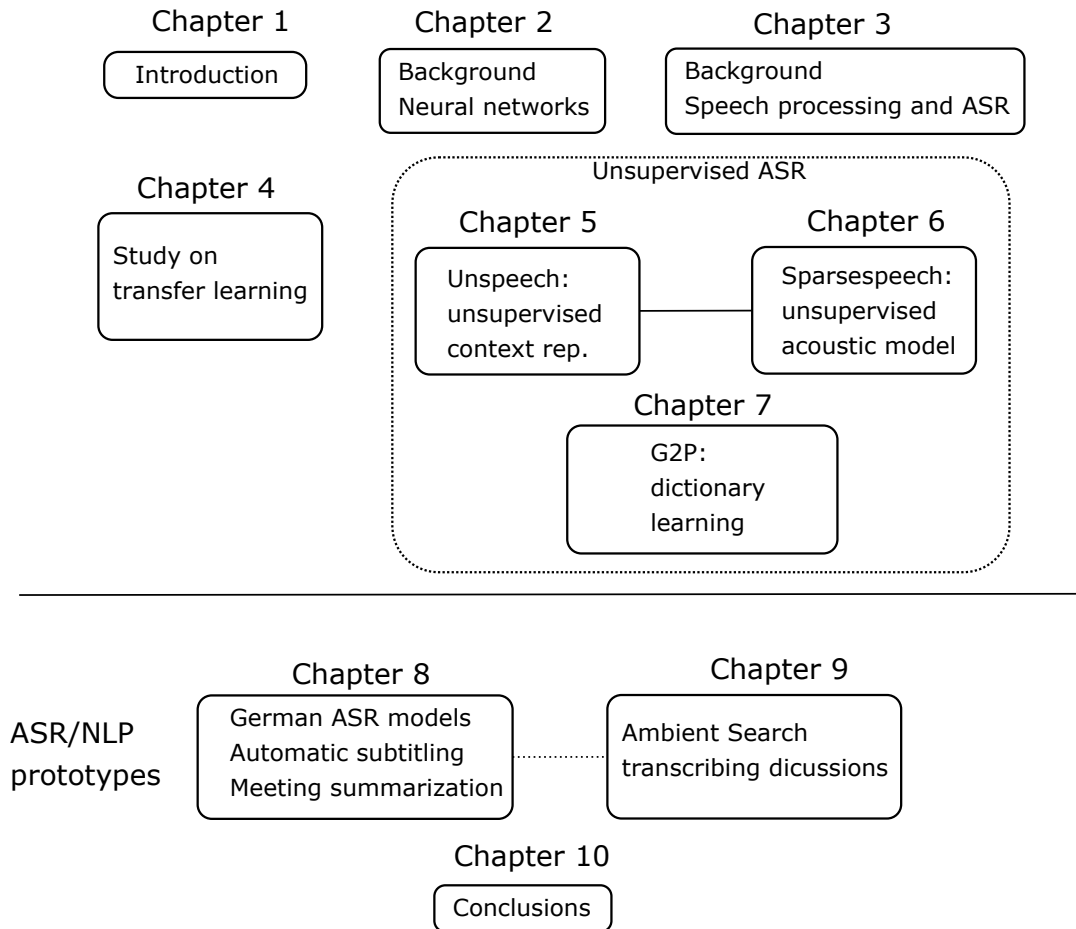 Chapter 1
Introduction
Chapter 2
Background
Neural networks
Chapter 3
Background
Speech processing and ASR
Chapter 4
Study on
transfer learning
Unsupervised ASR
Chapter 5
Unspeech:
unsupervised
context rep.
Chapter 6
Sparsespeech:
unsupervised
acoustic model
Chapter 7
G2P:
dictionary
learning
ASR/NLP
prototypes
Chapter 8
German ASR models
Automatic subtitling
Meeting summarization
Chapter 9
Ambient Search
transcribing dicussions
Chapter 10
Conclusions